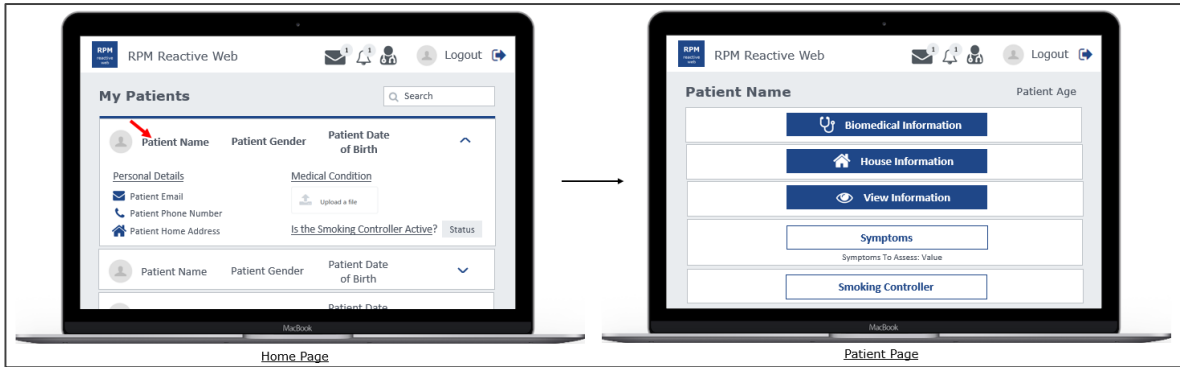 RPM
reactive
web
RPM Reactive Web
1
1
Logout
My Patients
Search
Patient Name
Patient Gender
Patient Date
of Birth
Personal Details
Medical Condition
Patient Email
Upload a file
Patient Phone Number
Patient Home Address
Is the Smoking Controller Active?
Status
Patient Name
Patient Gender
Patient Date
of Birth
Patient Date
MacBook
Home Page
RPM
reactive
web
RPM Reactive Web
1
1
Logout
Patient Name
Patient Age
Biomedical Information
House Information
View Information
Symptoms
Symptoms To Assess: Value
Smoking Controller
MacBook
Patient Page